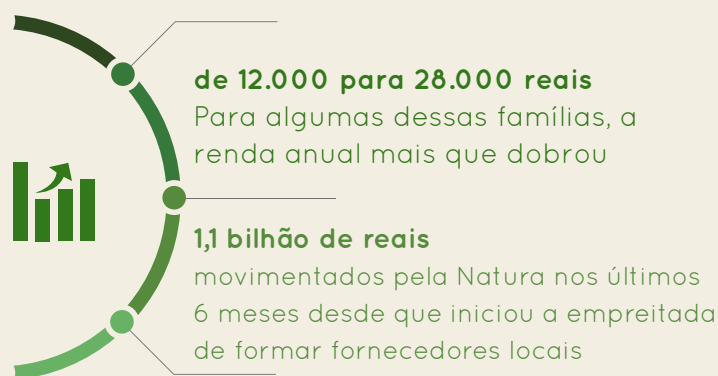 de 12.000 para 28.000 reais
Para algumas dessas famílias, a
renda anual mais que dobrou
1,1 bilhão de reais
movimentados pela Natura nos últimos
6 meses desde que iniciou a empreitada
de formar fornecedores locais